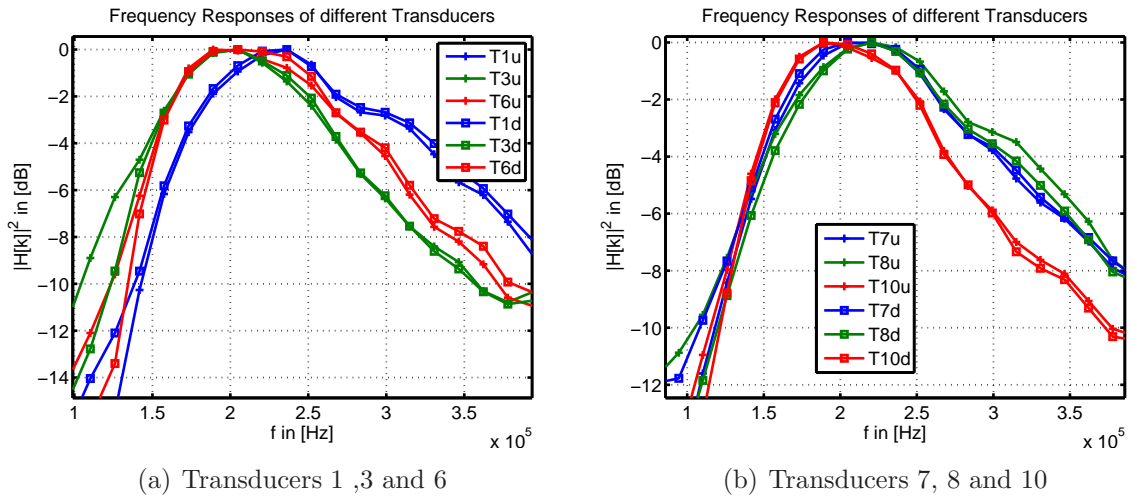 Frequency Responses of different Transducers
|H[k]|² in [dB]
0
−2
−4
−6
−8
−10
−12
−14
T1u
T3u
T6u
T1d
T3d
T6d
1
1.5
2
2.5
3
3.5
x 10⁵
f in [Hz]
(a) Transducers 1 ,3 and 6
Frequency Responses of different Transducers
|H[k]|² in [dB]
0
−2
−4
−6
−8
−10
−12
T7u
T8u
T10u
T7d
T8d
T10d
1
1.5
2
2.5
3
3.5
x 10⁵
f in [Hz]
(b) Transducers 7, 8 and 10